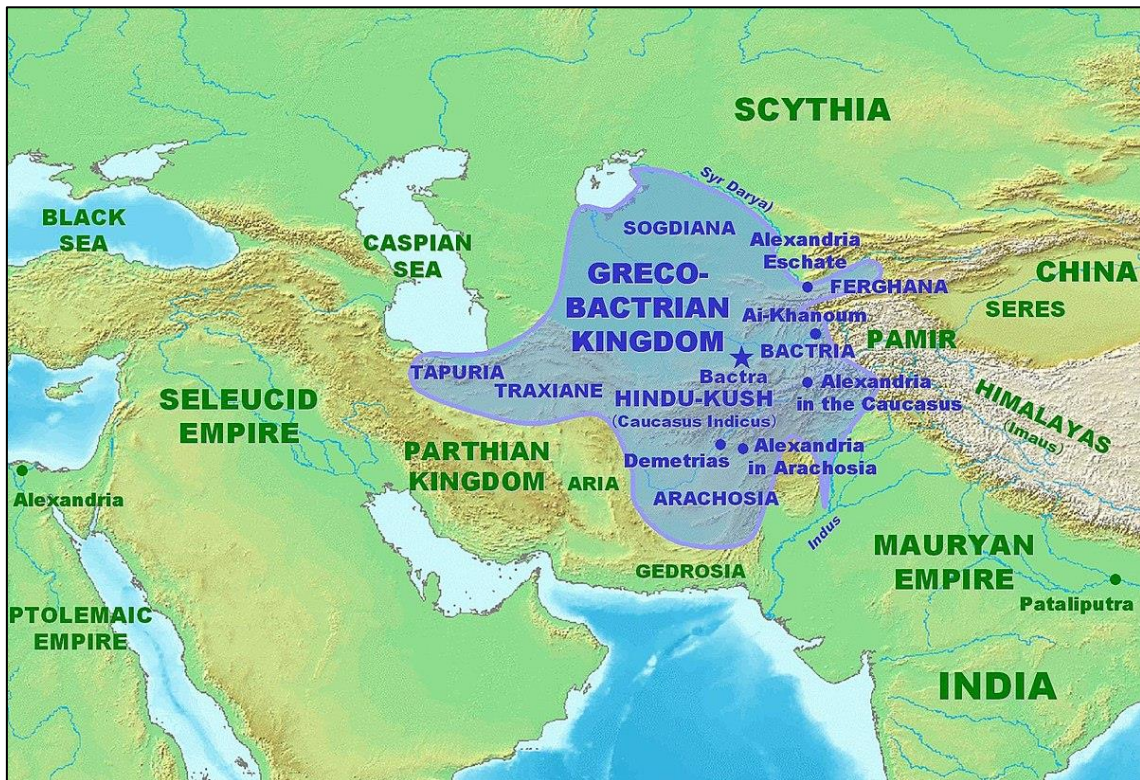 SCYTHIA
Syr Darya)
BLACK
SEA
CASPIAN
SEA
SOGDIANA
Alexandria
Eschate
GRECO-
BACTRIAN
KINGDOM
FERGHANA
CHINA
SERES
Ai-Khanoum
PAMIR
BACTRIA
Bactra
TAPURIA
TRAXIANE
HINDU-KUSH
(Caucasus Indicus)
Alexandria
in the Caucasus
HIMALAYAS
(Imaus)
SELEUCID
EMPIRE
PARTHIAN
KINGDOM
Demetrias
Alexandria
in Arachosia
ARIA
ARACHOSIA
Alexandria
Indus
MAURYAN
EMPIRE
GEDROSIA
Pataliputra
PTOLEMAIC
EMPIRE
INDIA